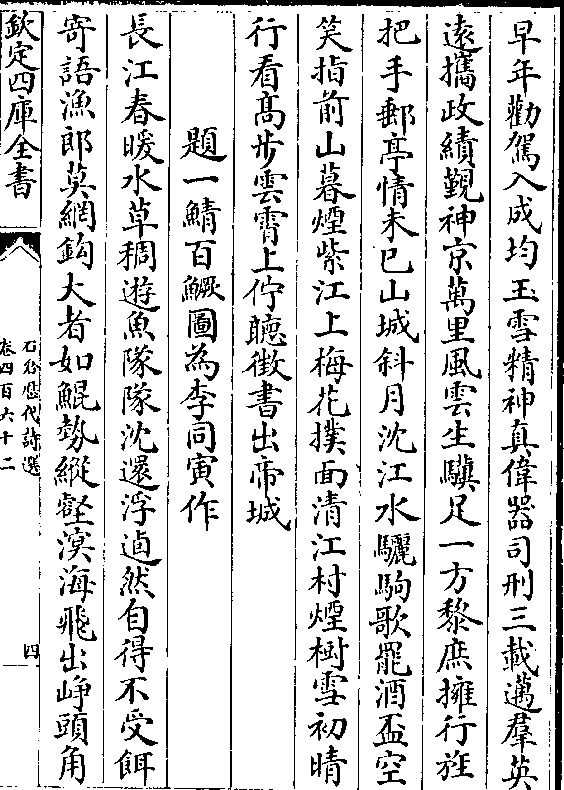 早年勸駕入成均玉雪精神真偉器司刑三載邁羣英
遠攜政績覲神京萬里風雲生驥足一方黎庶擁行旌
把手郵亭情未已山城斜月沈江水驪駒歌罷酒盃空
笑指前山暮煙紫江上梅花撲面清江村煙樹雪初晴
行看髙步雲霄上佇聽徴書出帝城
題一鯖百鱖圖為李同寅作
長江春暖水草稠遊魚隊隊沈還浮逌然自得不受餌
寄語漁郎莫網鈎大者如鯤勢縱壑溟海飛出崢頭角
欽定四庫全書
石倉歴代詩選
卷四百六十二
四